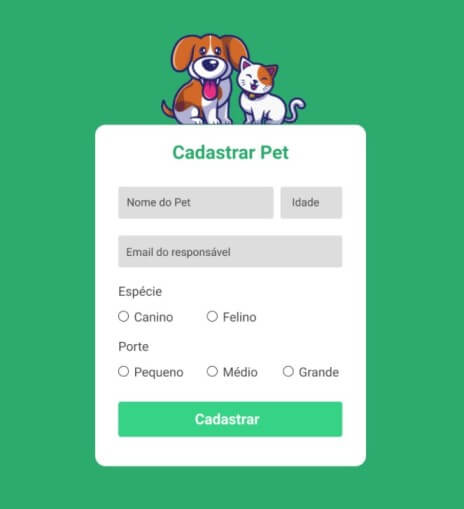 Cadastrar Pet
Nome do Pet Idade
Email do responsável
Espécie
Canino Felino
Porte
Pequeno Médio Grande
Cadastrar